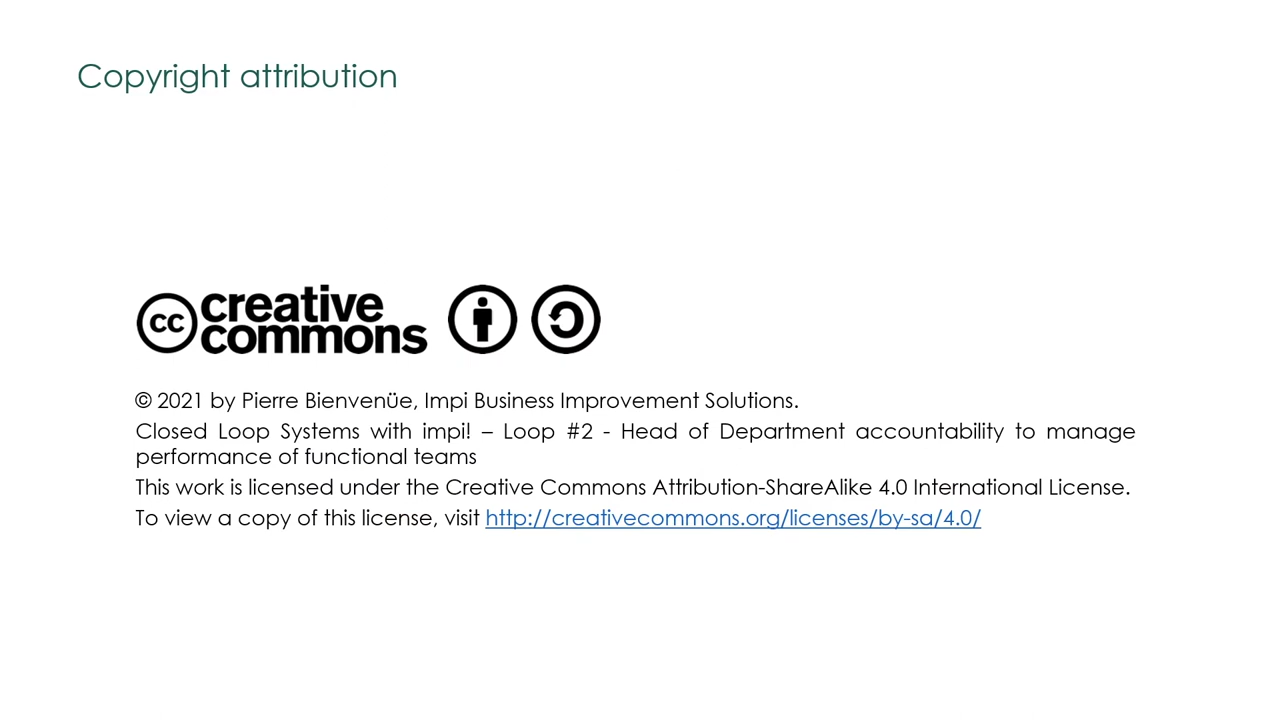 Copyright attribution
cc creative
commons
© 2021 by Pierre Bienvenüe, Impi Business Improvement Solutions.
Closed Loop Systems with impi! – Loop #2 - Head of Department accountability to manage
performance of functional teams
This work is licensed under the Creative Commons Attribution-ShareAlike 4.0 International License.
To view a copy of this license, visit http://creativecommons.org/licenses/by-sa/4.0/